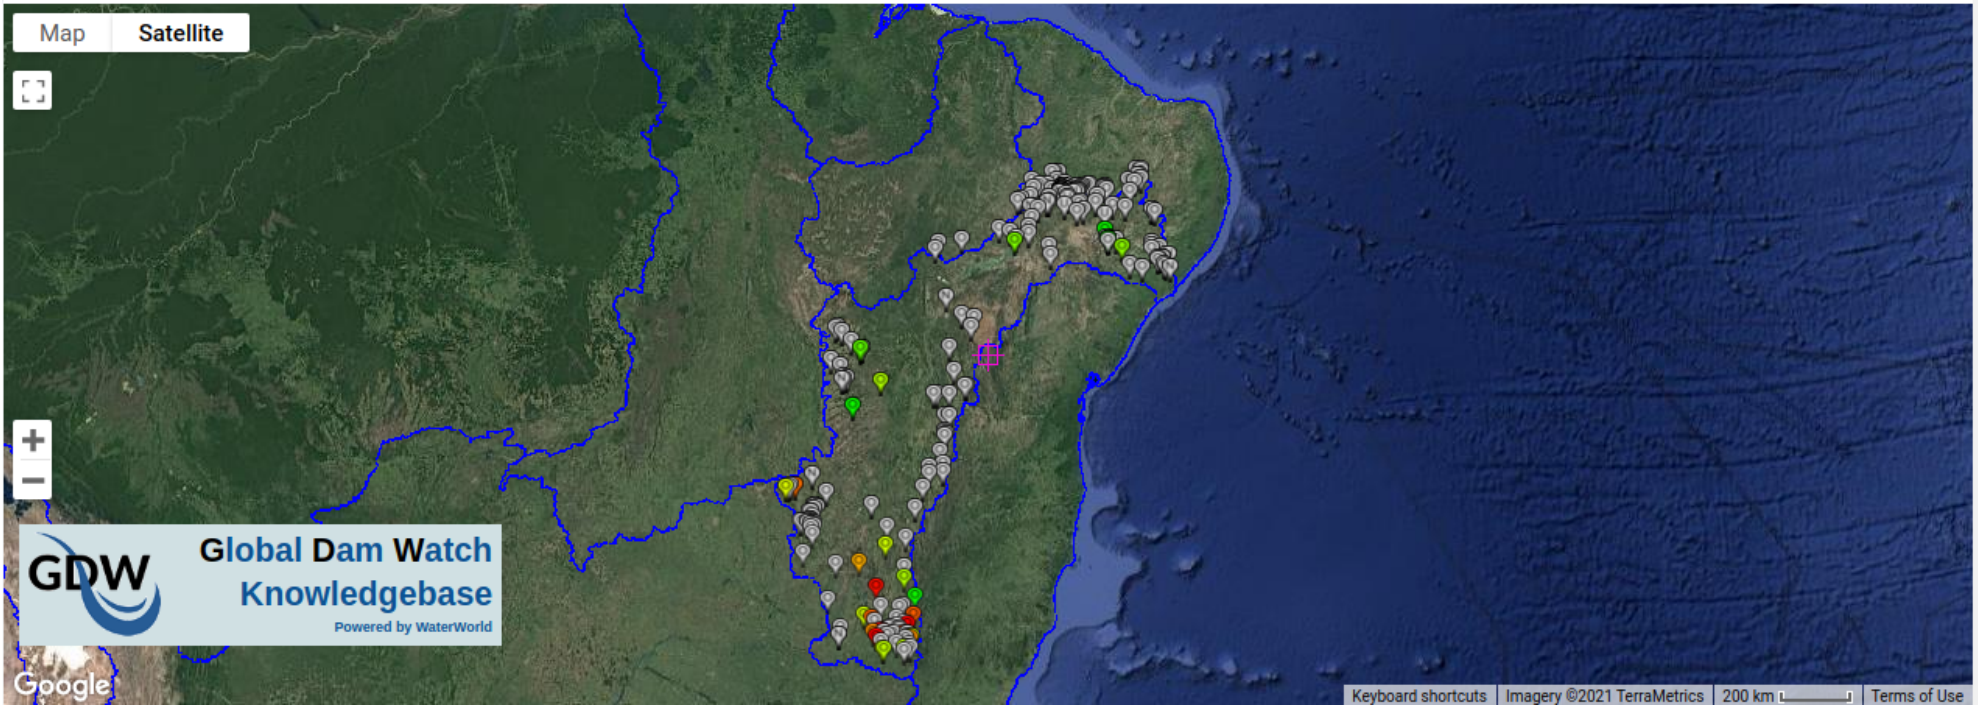 Map Satellite
GDW
Global Dam Watch
Knowledgebase
Powered by WaterWorld
Google
Keyboard shortcuts
Imagery ©2021 TerraMetrics
200 km
Terms of Use